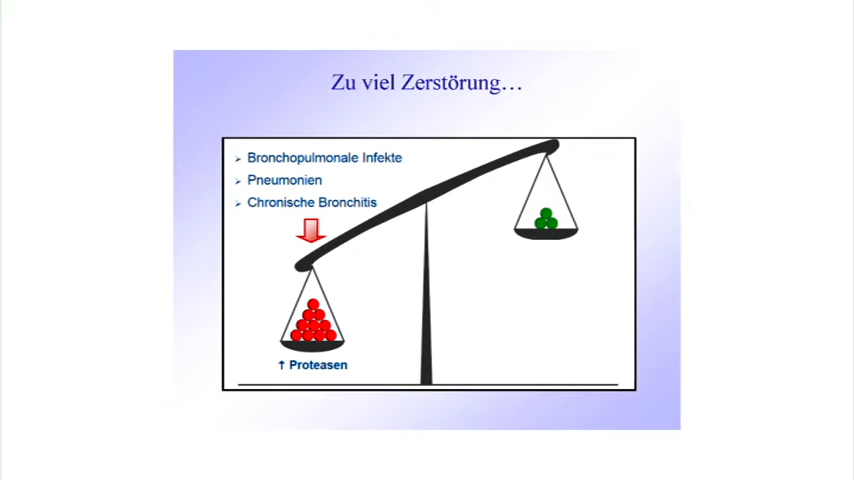 Zu viel Zerstörung…
➢ Bronchopulmonale Infekte
➢ Pneumonien
➢ Chronische Bronchitis
↑ Proteasen